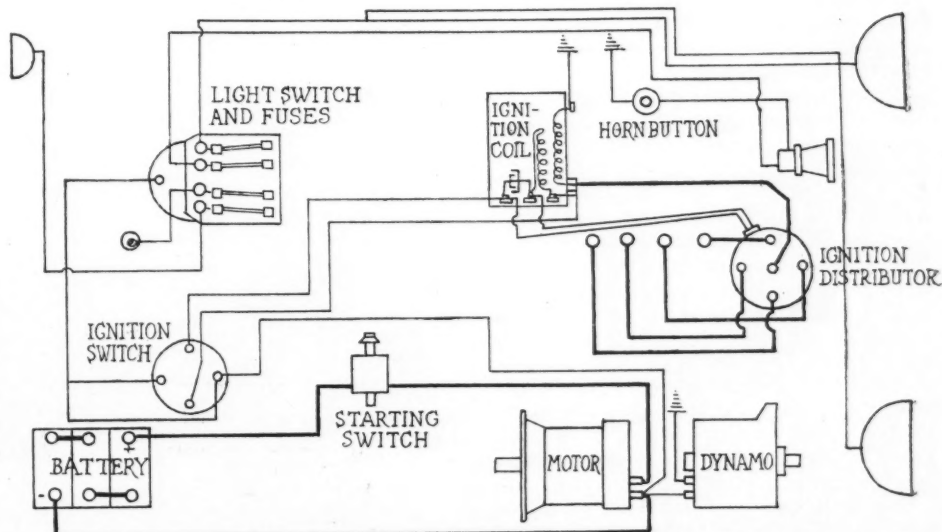 LIGHT SWITCH
AND FUSES
IGNI-
TION
COIL
HORN BUTTON
IGNITION
DISTRIBUTOR
IGNITION
SWITCH
STARTING
SWITCH
+
BATTERY
-
MOTOR
DYNAMO